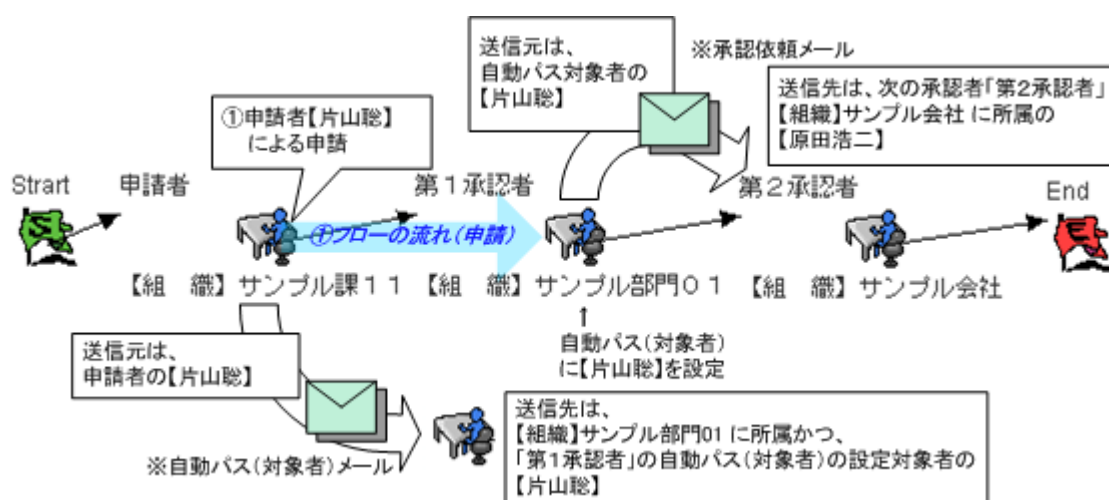 送信元は、
自動パス対象者の
【片山聡】
※承認依頼メール
送信先は、次の承認者「第2承認者」
【組織】サンプル会社 に所属の
【原田浩二】
①申請者【片山聡】
による申請
Strart
申請者
第1承認者
第2承認者
End
①フローの流れ(申請)
【組　織】サンプル課11
【組　織】サンプル部門01
【組　織】サンプル会社
↑
自動パス(対象者)
に【片山聡】を設定
送信元は、
申請者の【片山聡】
※自動パス(対象者)メール
送信先は、
【組織】サンプル部門01 に所属かつ、
「第1承認者」の自動パス(対象者)の設定対象者の
【片山聡】